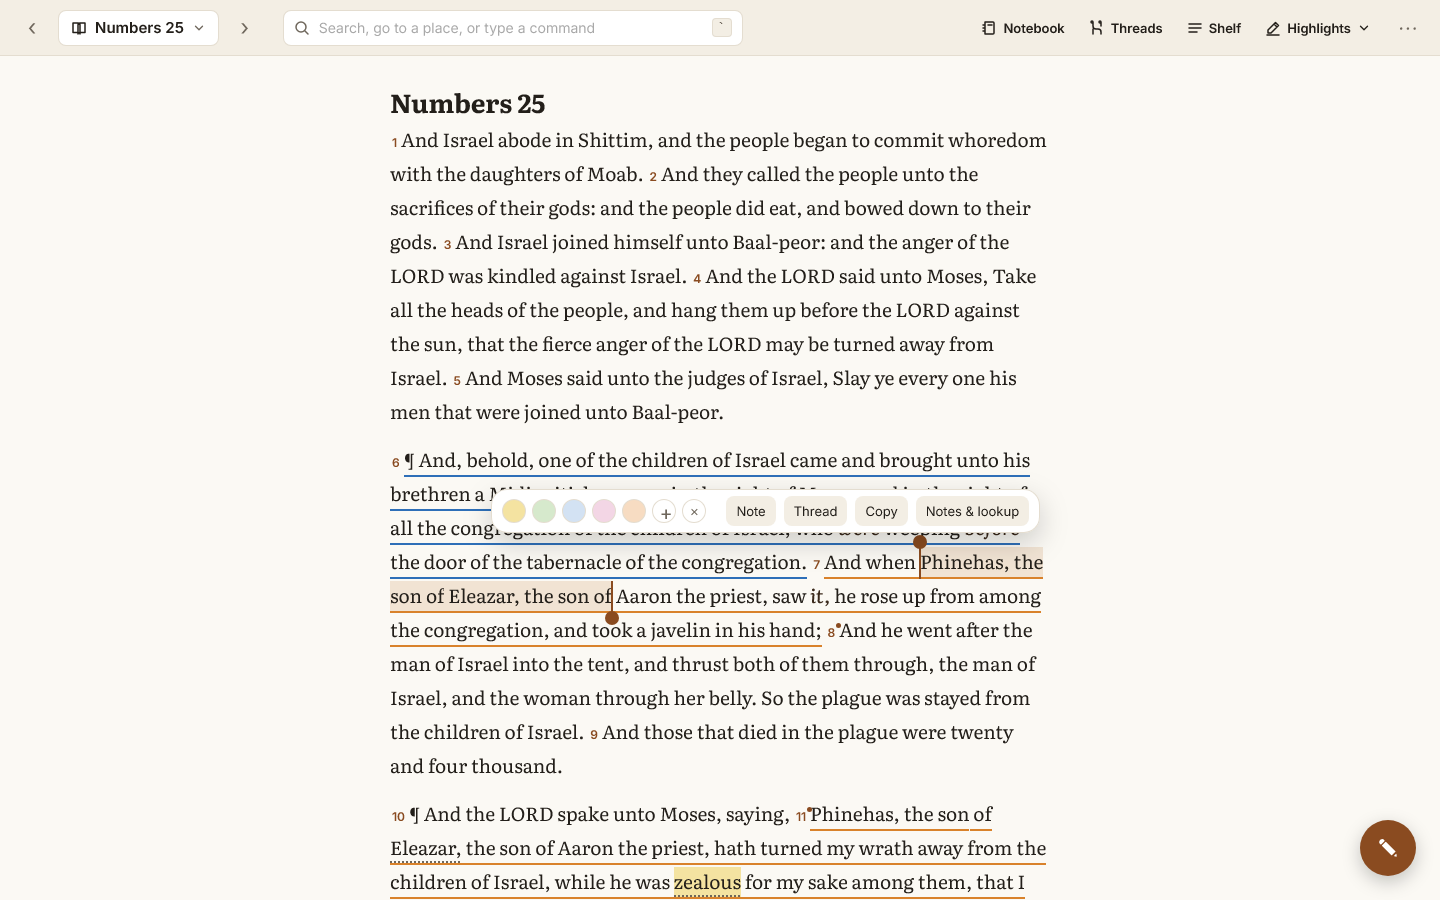 Numbers 25
Search, go to a place, or type a command
`
Notebook
Threads
Shelf
Highlights
Numbers 25
1 And Israel abode in Shittim, and the people began to commit whoredom
with the daughters of Moab. 2 And they called the people unto the
sacrifices of their gods: and the people did eat, and bowed down to their
gods. 3 And Israel joined himself unto Baal-peor: and the anger of the
LORD was kindled against Israel. 4 And the LORD said unto Moses, Take
all the heads of the people, and hang them up before the LORD against
the sun, that the fierce anger of the LORD may be turned away from
Israel. 5 And Moses said unto the judges of Israel, Slay ye every one his
men that were joined unto Baal-peor.
6 ¶ And, behold, one of the children of Israel came and brought unto his
brethren a
Note
Thread
Copy
Notes & lookup
all the congregation of the children of Israel, who were weeping before
the door of the tabernacle of the congregation. 7 And when Phinehas, the
son of Eleazar, the son of Aaron the priest, saw it, he rose up from among
the congregation, and took a javelin in his hand; 8 And he went after the
man of Israel into the tent, and thrust both of them through, the man of
Israel, and the woman through her belly. So the plague was stayed from
the children of Israel. 9 And those that died in the plague were twenty
and four thousand.
10 ¶ And the LORD spake unto Moses, saying, 11 Phinehas, the son of
Eleazar, the son of Aaron the priest, hath turned my wrath away from the
children of Israel, while he was zealous for my sake among them, that I